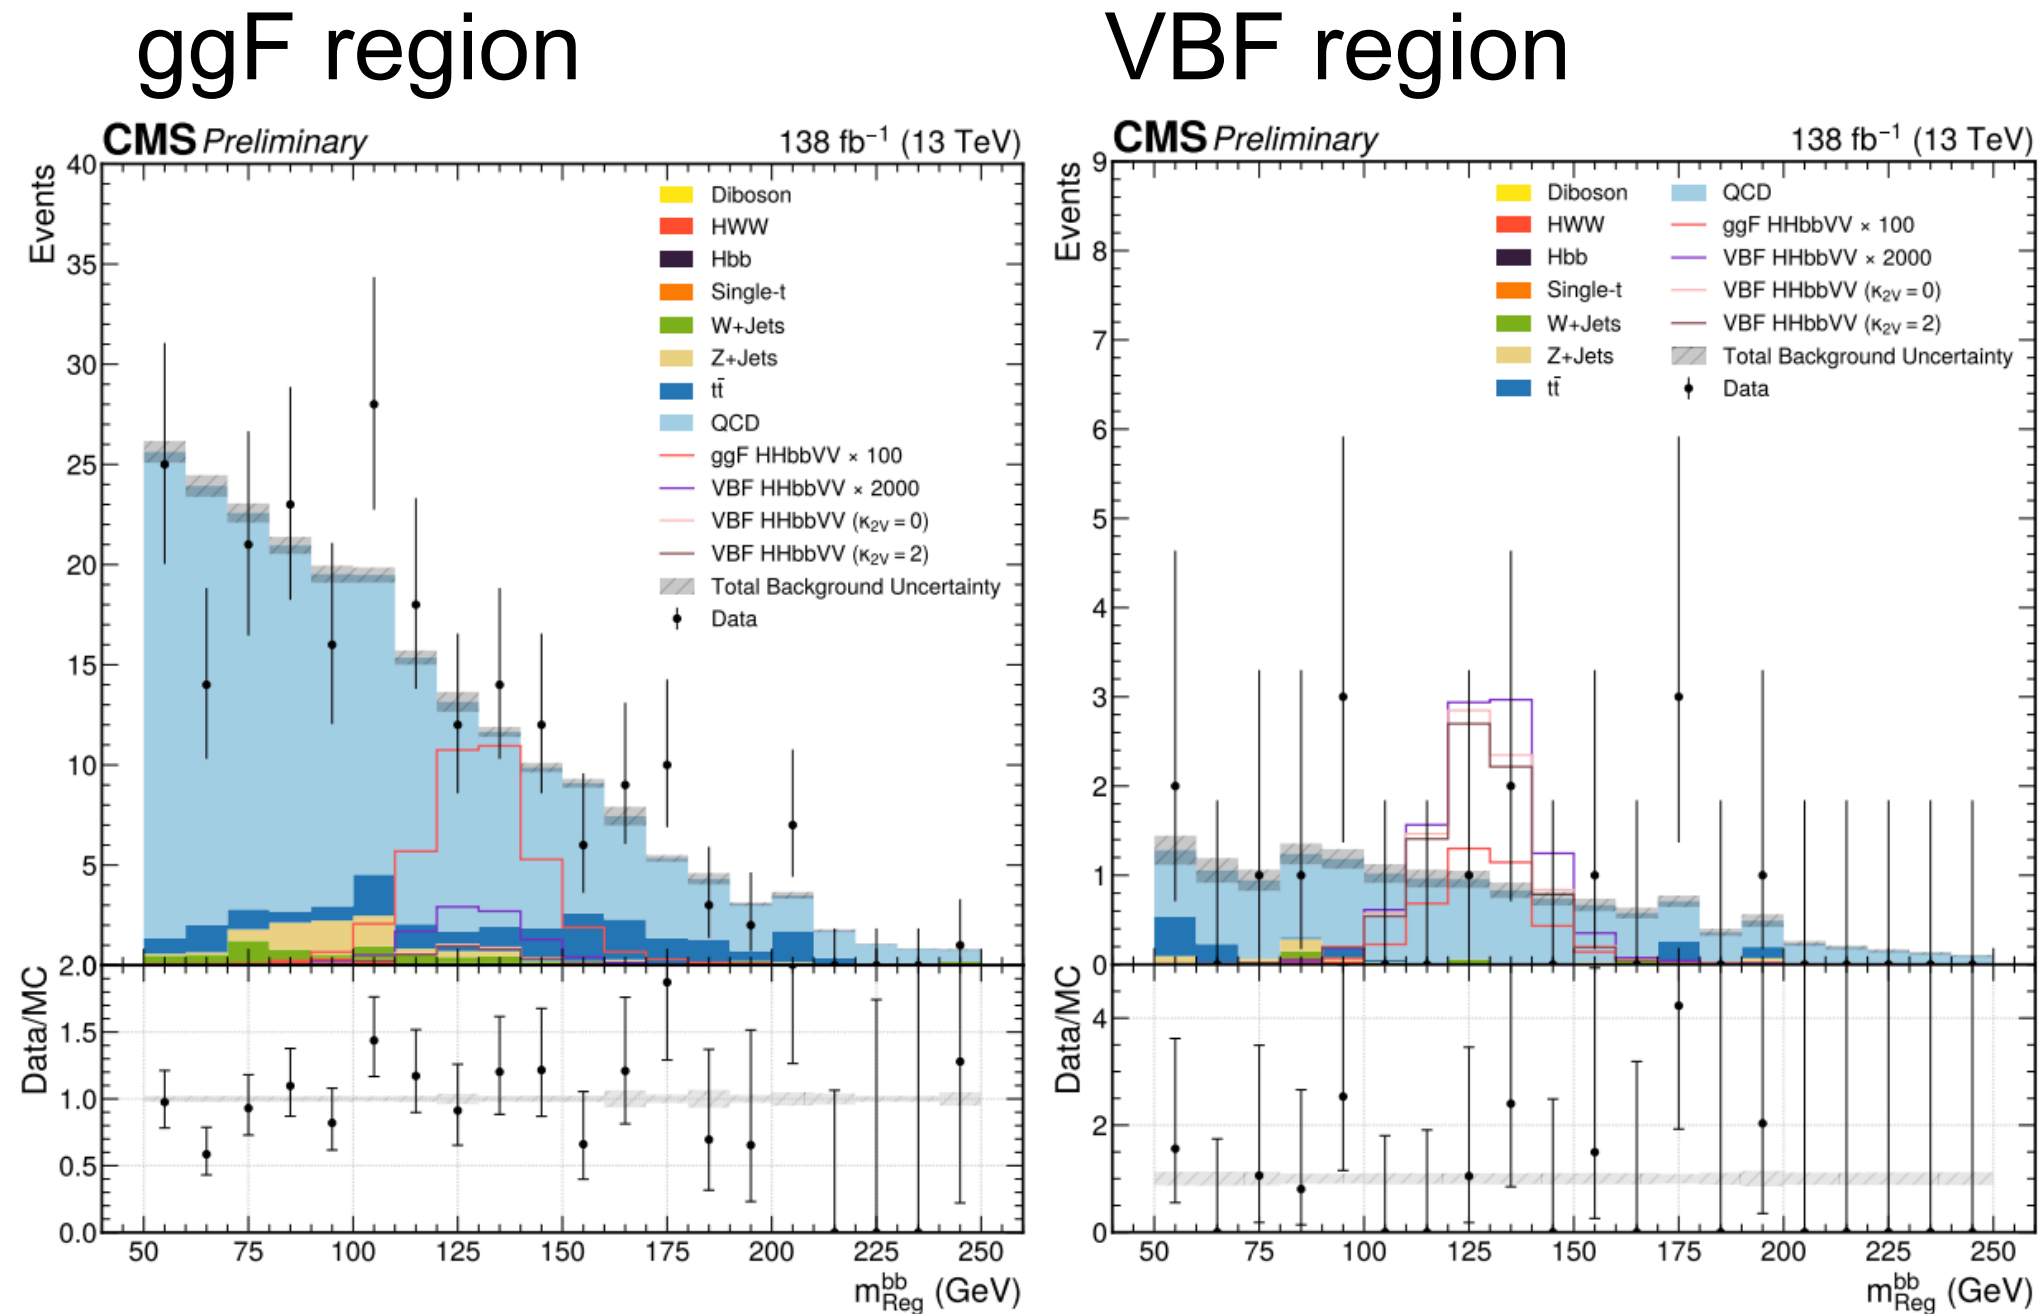 ggF region
CMS Preliminary
138 fb⁻¹ (13 TeV)
Events
40
35
30
25
20
15
10
5
0
Diboson
HWW
Hbb
Single-t
W+Jets
Z+Jets
tt̄
QCD
ggF HHbbVV × 100
VBF HHbbVV × 2000
VBF HHbbVV (κ₂ᵥ = 0)
VBF HHbbVV (κ₂ᵥ = 2)
Total Background Uncertainty
Data
Data/MC
2.0
1.5
1.0
0.5
0.0
50 75 100 125 150 175 200 225 250
m^bb_Reg (GeV)
VBF region
CMS Preliminary
138 fb⁻¹ (13 TeV)
Events
9
8
7
6
5
4
3
2
1
0
Diboson
HWW
Hbb
Single-t
W+Jets
Z+Jets
tt̄
QCD
ggF HHbbVV × 100
VBF HHbbVV × 2000
VBF HHbbVV (κ₂ᵥ = 0)
VBF HHbbVV (κ₂ᵥ = 2)
Total Background Uncertainty
Data
Data/MC
4
2
0
50 75 100 125 150 175 200 225 250
m^bb_Reg (GeV)